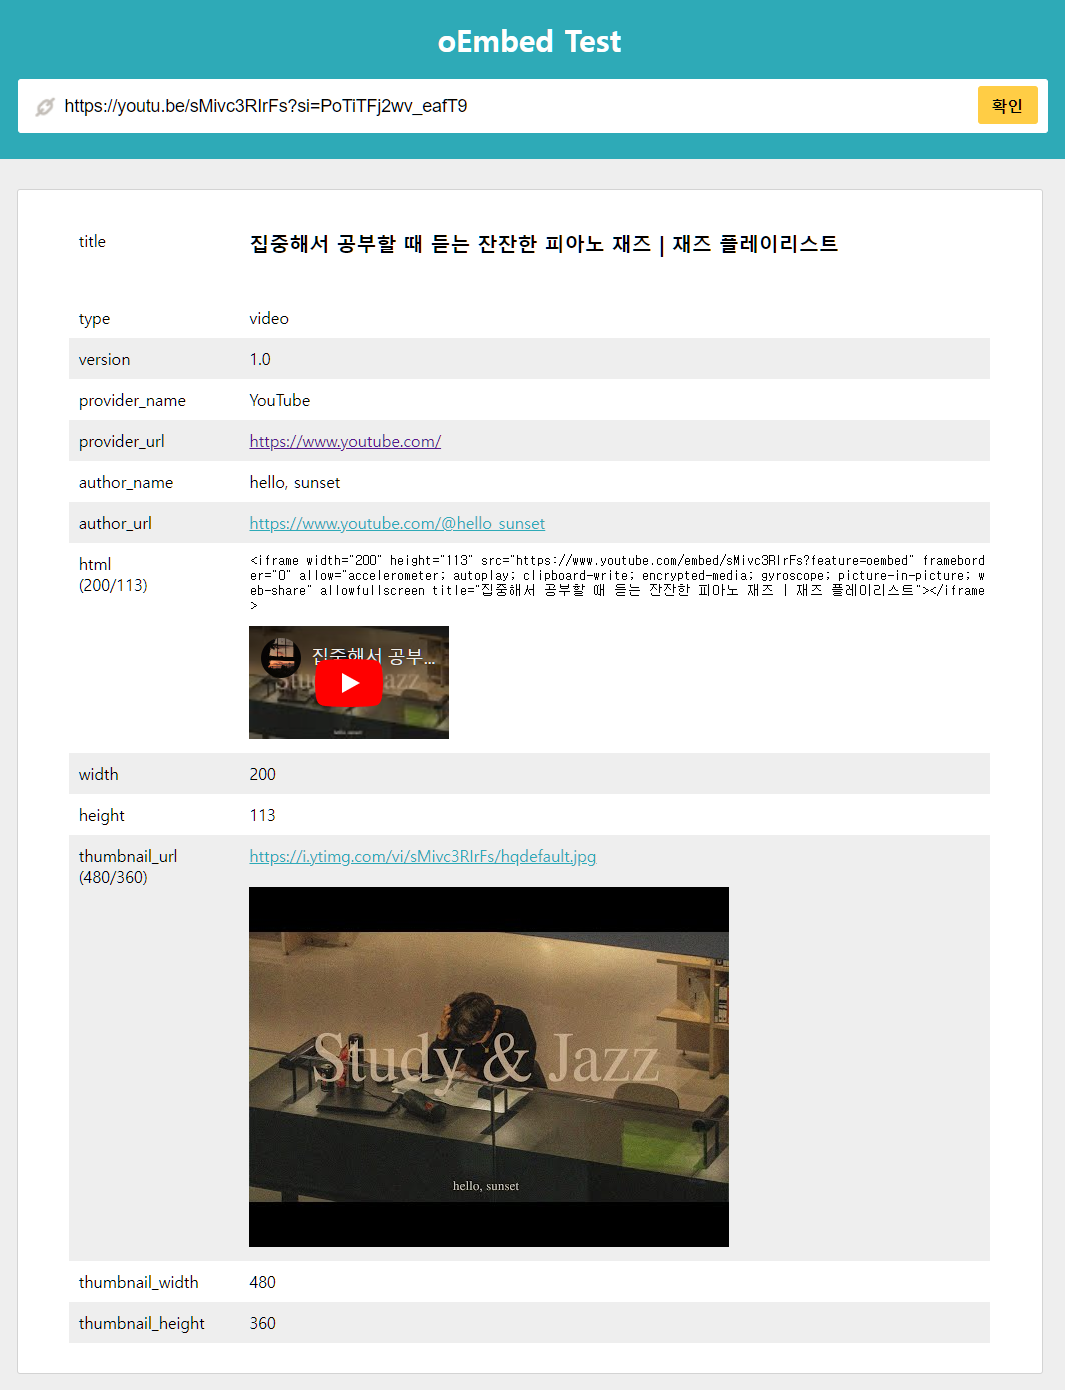 oEmbed Test
https://youtu.be/sMivc3RIrFs?si=PoTiTFj2wv_eafT9
확인
title
집중해서 공부할 때 듣는 잔잔한 피아노 재즈 | 재즈 플레이리스트
type
video
version
1.0
provider_name
YouTube
provider_url
https://www.youtube.com/
author_name
hello, sunset
author_url
https://www.youtube.com/@hello_sunset
html
(200/113)
<iframe width="200" height="113" src="https://www.youtube.com/embed/sMivc3RIrFs?feature=oembed" framebord
er="0" allow="accelerometer; autoplay; clipboard-write; encrypted-media; gyroscope; picture-in-picture; w
eb-share" allowfullscreen title="집중해서 공부할 때 듣는 잔잔한 피아노 재즈 | 재즈 플레이리스트"></iframe
>
집중해서 공부...
width
200
height
113
thumbnail_url
(480/360)
https://i.ytimg.com/vi/sMivc3RIrFs/hqdefault.jpg
Study & Jazz
hello, sunset
thumbnail_width
480
thumbnail_height
360